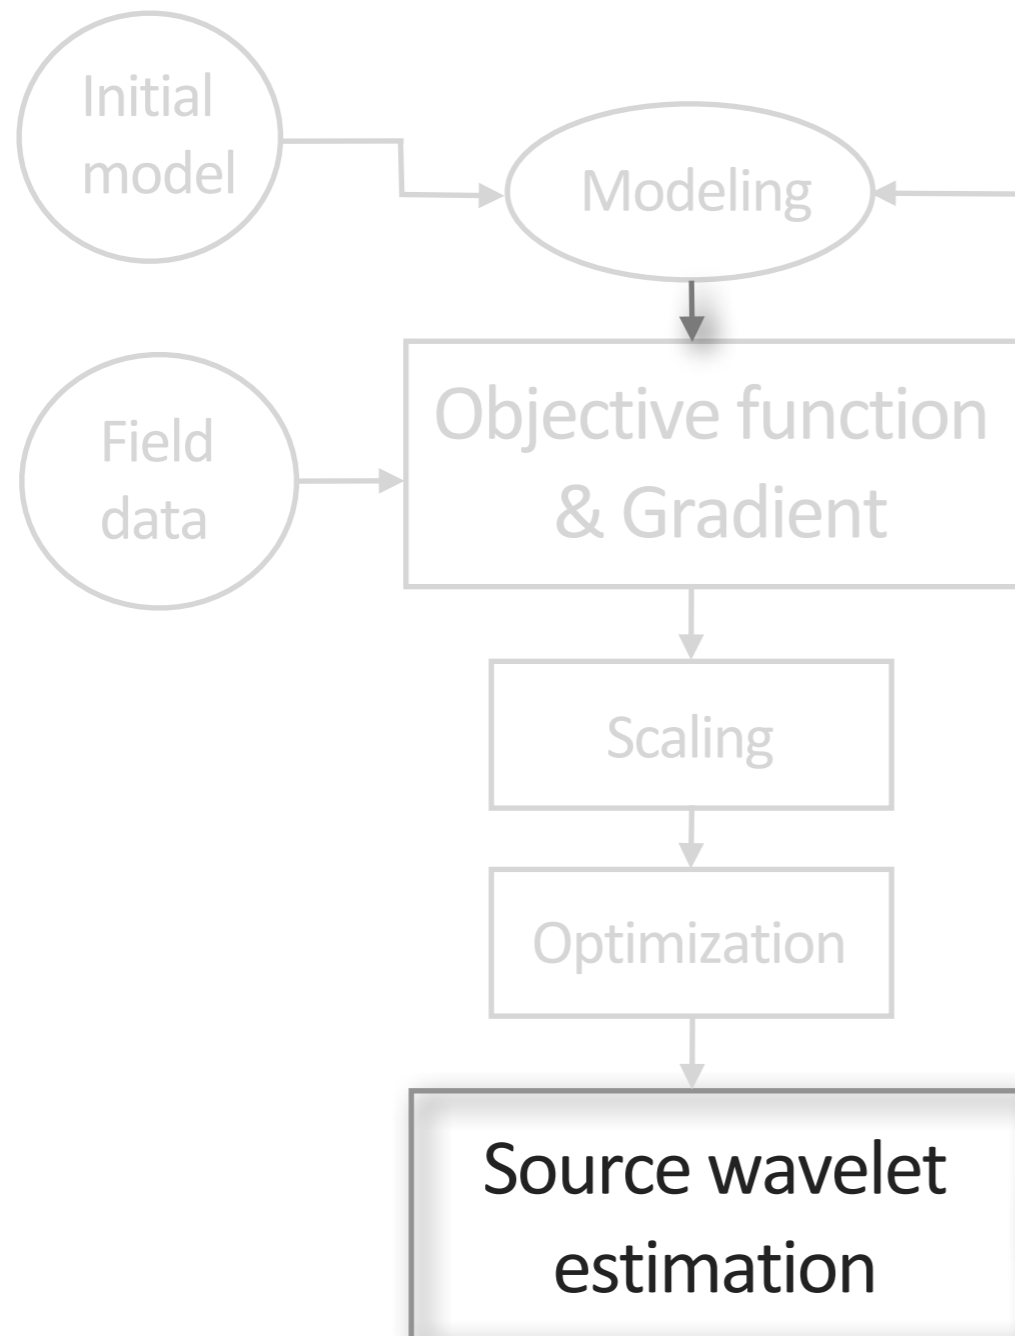 Initial
model
Modeling
Field
data
Objective function
& Gradient
Scaling
Optimization
Source wavelet
estimation